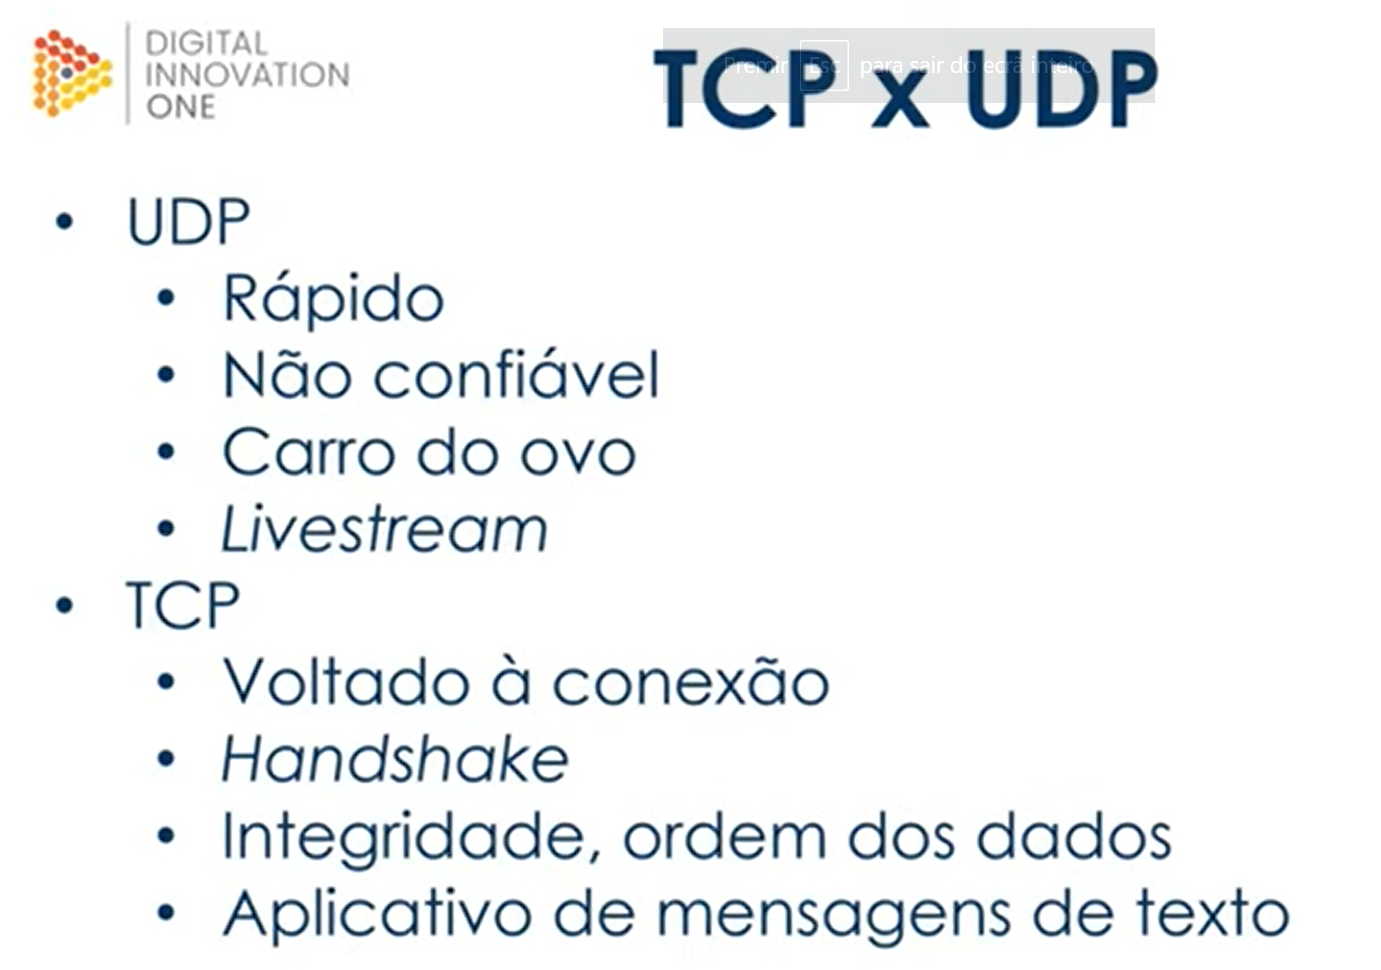 DIGITAL
INNOVATION
ONE
TCP x UDP
Premir Esc para sair do ecrã inteiro
• UDP
• Rápido
• Não confiável
• Carro do ovo
• Livestream
• TCP
• Voltado à conexão
• Handshake
• Integridade, ordem dos dados
• Aplicativo de mensagens de texto